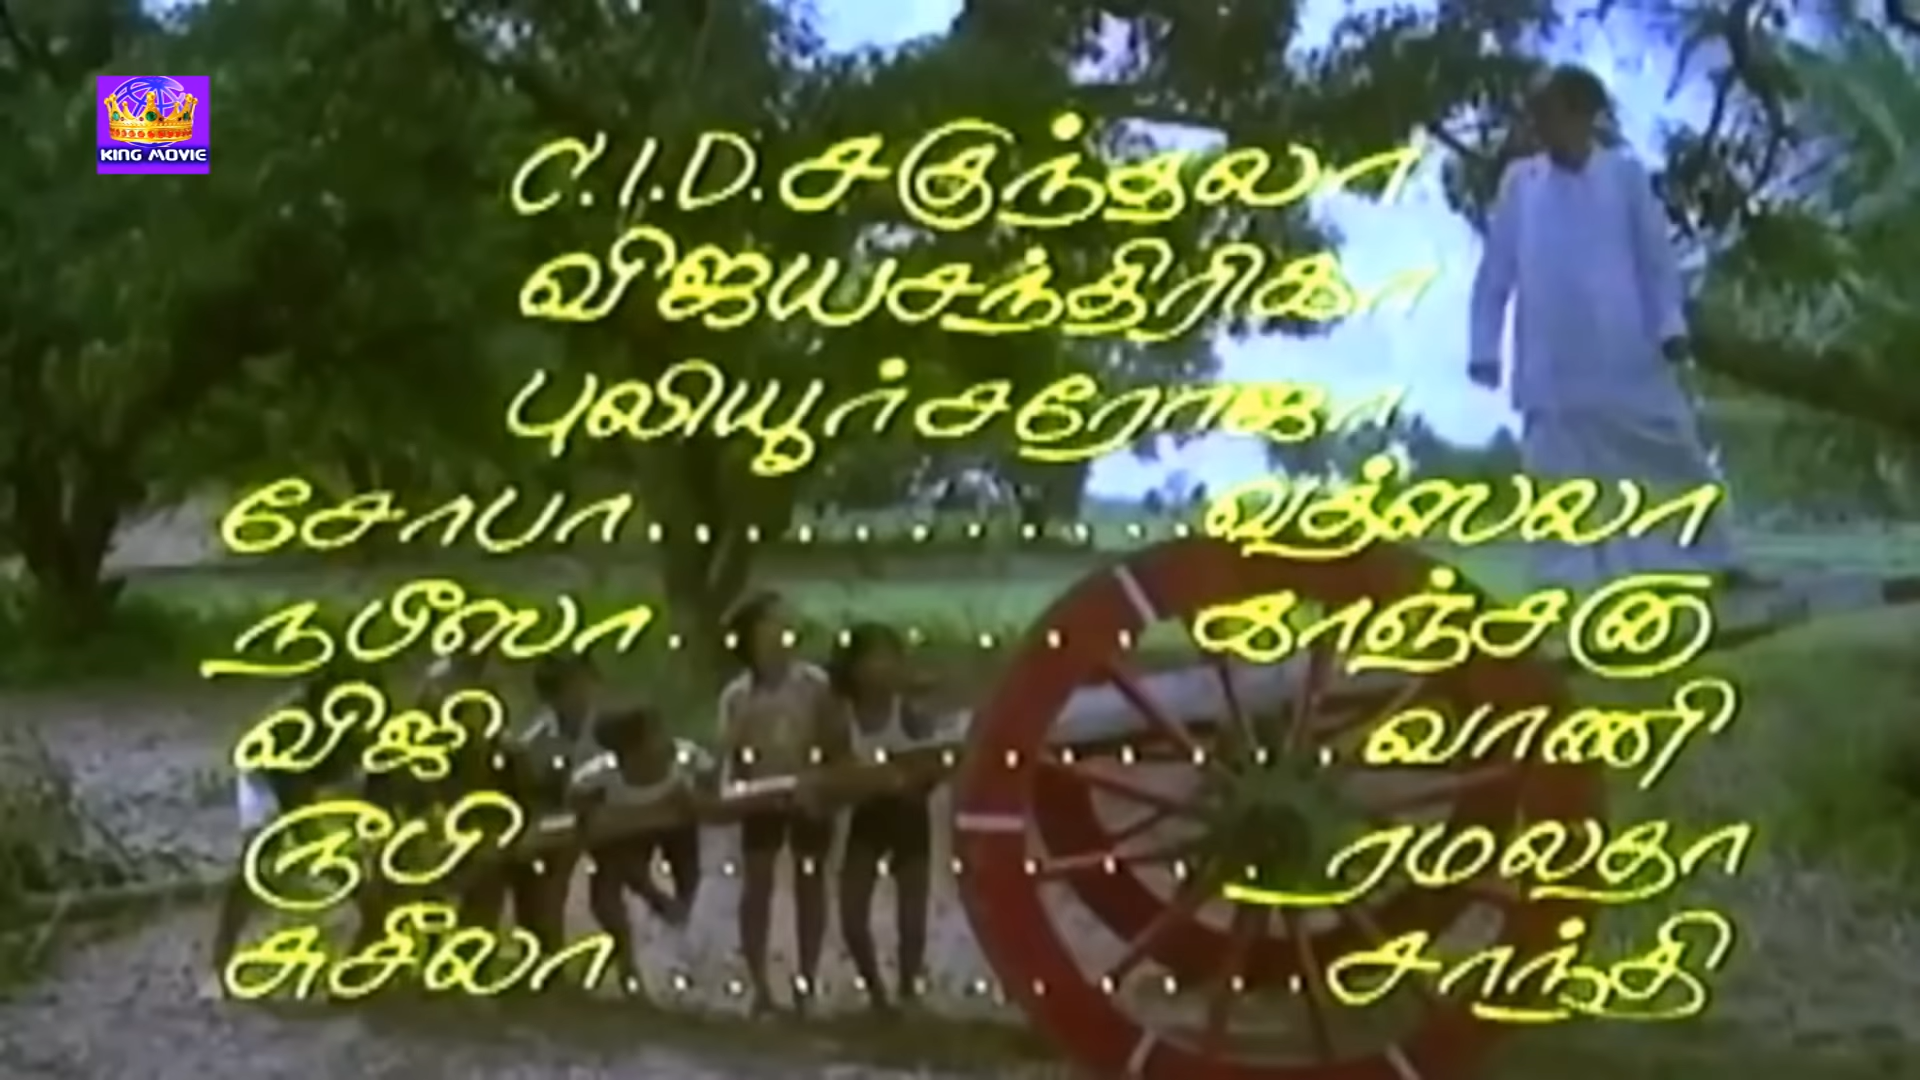 KING MOVIE
C.I.D. சகுந்தலா
விஜயசந்திரிகா
புலியூர்சரோஜா
சோபா............வத்ஸலா
நபீஸா........காஞ்சனா
விஜி...............வாணி
ரூபி............ரமலதா
சுசீலா.............சாந்தி